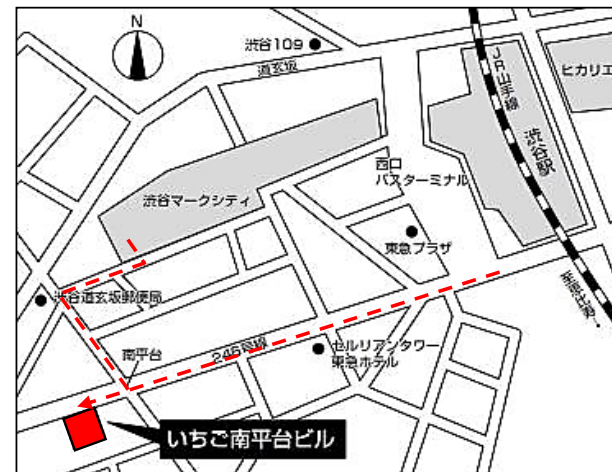 N
渋谷109
道玄坂
JR山手線
ヒカリエ
渋谷駅
西口
バスターミナル
渋谷マークシティ
東急プラザ
至恵比寿
渋谷道玄坂郵便局
南平台
246号線
セルリアンタワー
東急ホテル
いちご南平台ビル